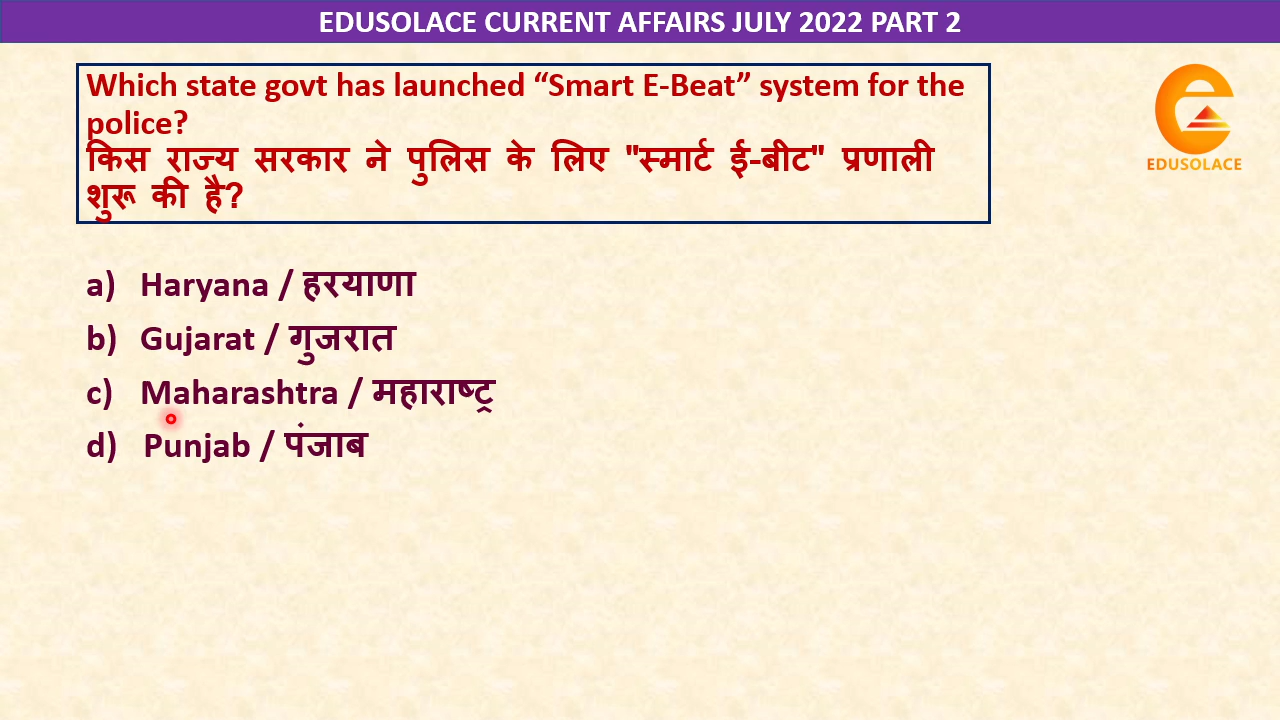 EDUSOLACE CURRENT AFFAIRS JULY 2022 PART 2
Which state govt has launched “Smart E-Beat” system for the
police?
किस राज्य सरकार ने पुलिस के लिए "स्मार्ट ई-बीट" प्रणाली
शुरू की है?
EDUSOLACE
a) Haryana / हरयाणा
b) Gujarat / गुजरात
c) Maharashtra / महाराष्ट्र
d) Punjab / पंजाब